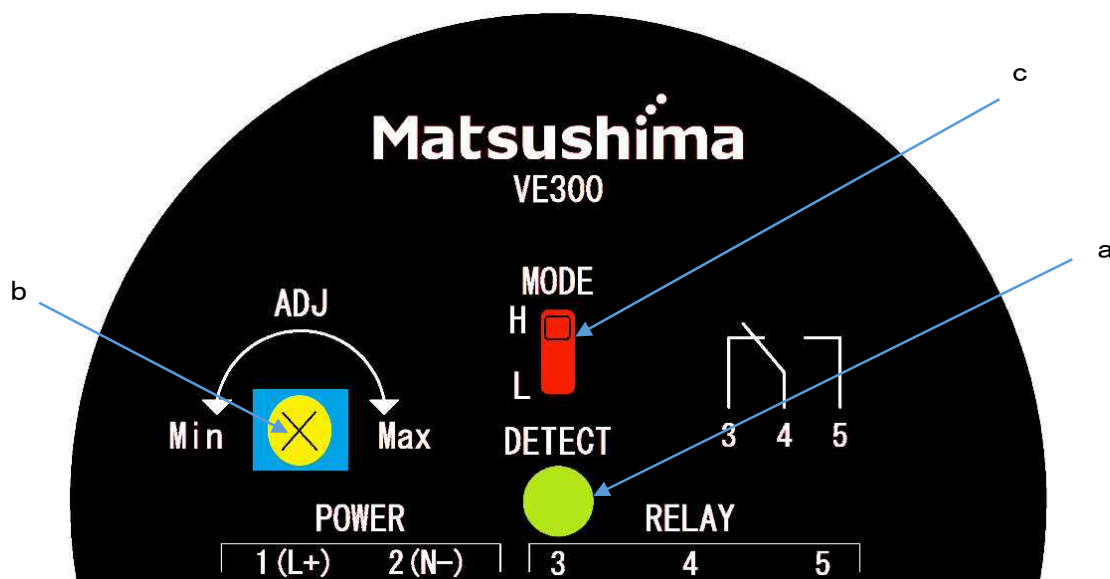 c
Matsushima
VE300
a
MODE
b
ADJ
H
L
Min
Max
3 4 5
DETECT
POWER
RELAY
1(L+) 2(N-) 3 4 5